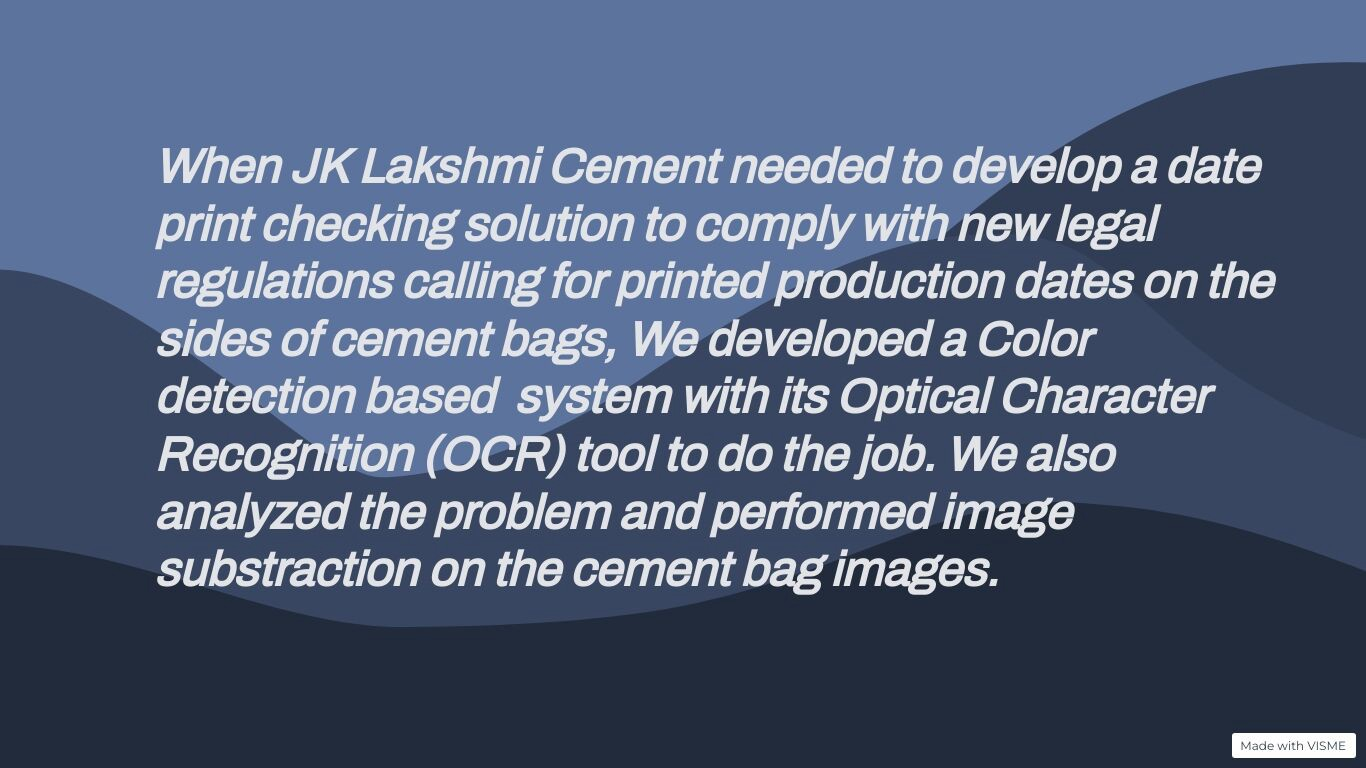 When JK Lakshmi Cement needed to develop a date
print checking solution to comply with new legal
regulations calling for printed production dates on the
sides of cement bags, We developed a Color
detection based  system with its Optical Character
Recognition (OCR) tool to do the job. We also
analyzed the problem and performed image
substraction on the cement bag images.
Made with VISME